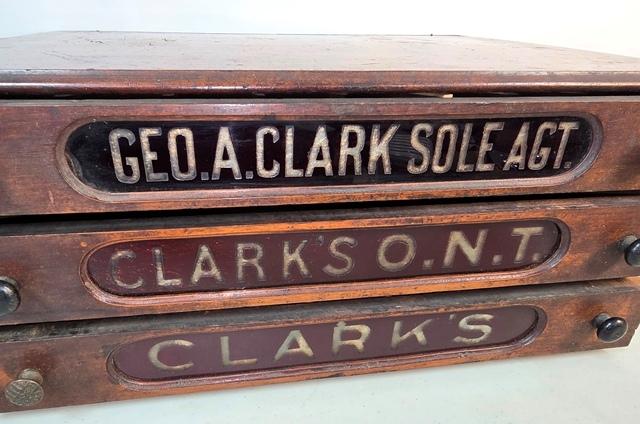 GEO.A.CLARK SOLE AGT.
CLARK'S O.N.T.
CLARK'S